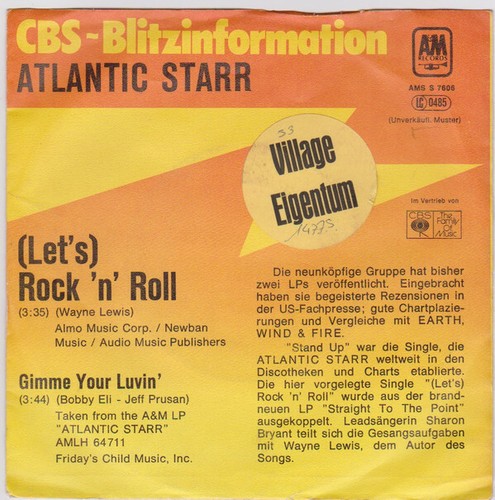 CBS-Blitzinformation
ATLANTIC STARR
A&M
RECORDS
AMS S 7606
LC 0485
(Unverkäufl. Muster)
33
Village
Eigentum
Im Vertrieb von
CBS
The
Family
of
Music
(Let's)
Rock 'n' Roll
(3:35) (Wayne Lewis)
Almo Music Corp. / Newban
Music / Audio Music Publishers
Gimme Your Luvin'
(3:44) (Bobby Eli - Jeff Prusan)
Taken from the A&M LP
"ATLANTIC STARR"
AMLH 64711
Friday's Child Music, Inc.
Die neunköpfige Gruppe hat bisher
zwei LPs veröffentlicht. Eingebracht
haben sie begeisterte Rezensionen in
der US-Fachpresse; gute Chartplazie-
rungen und Vergleiche mit EARTH,
WIND & FIRE.
"Stand Up" war die Single, die
ATLANTIC STARR weltweit in den
Discotheken und Charts etablierte.
Die hier vorgelegte Single "(Let's)
Rock 'n' Roll" wurde aus der brand-
neuen LP "Straight To The Point"
ausgekoppelt. Leadsängerin Sharon
Bryant teilt sich die Gesangsaufgaben
mit Wayne Lewis, dem Autor des
Songs.